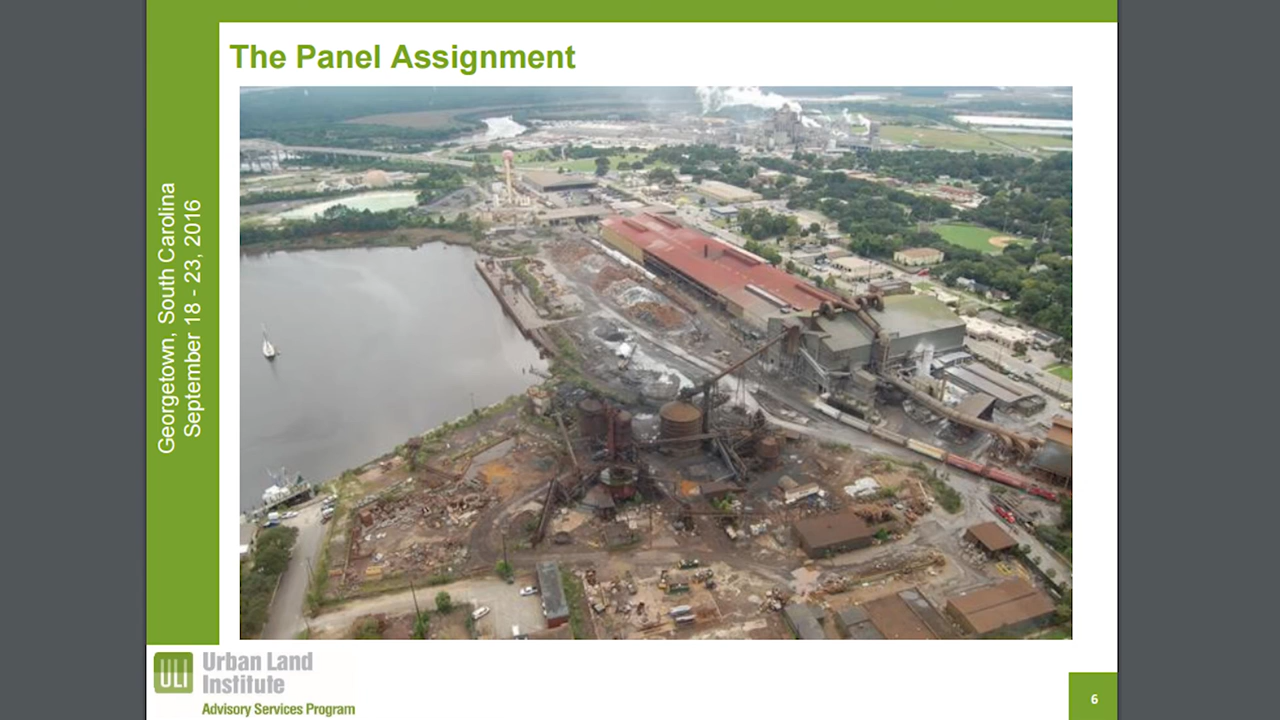 The Panel Assignment
Georgetown, South Carolina
September 18 - 23, 2016
ULI
Urban Land
Institute
Advisory Services Program
6